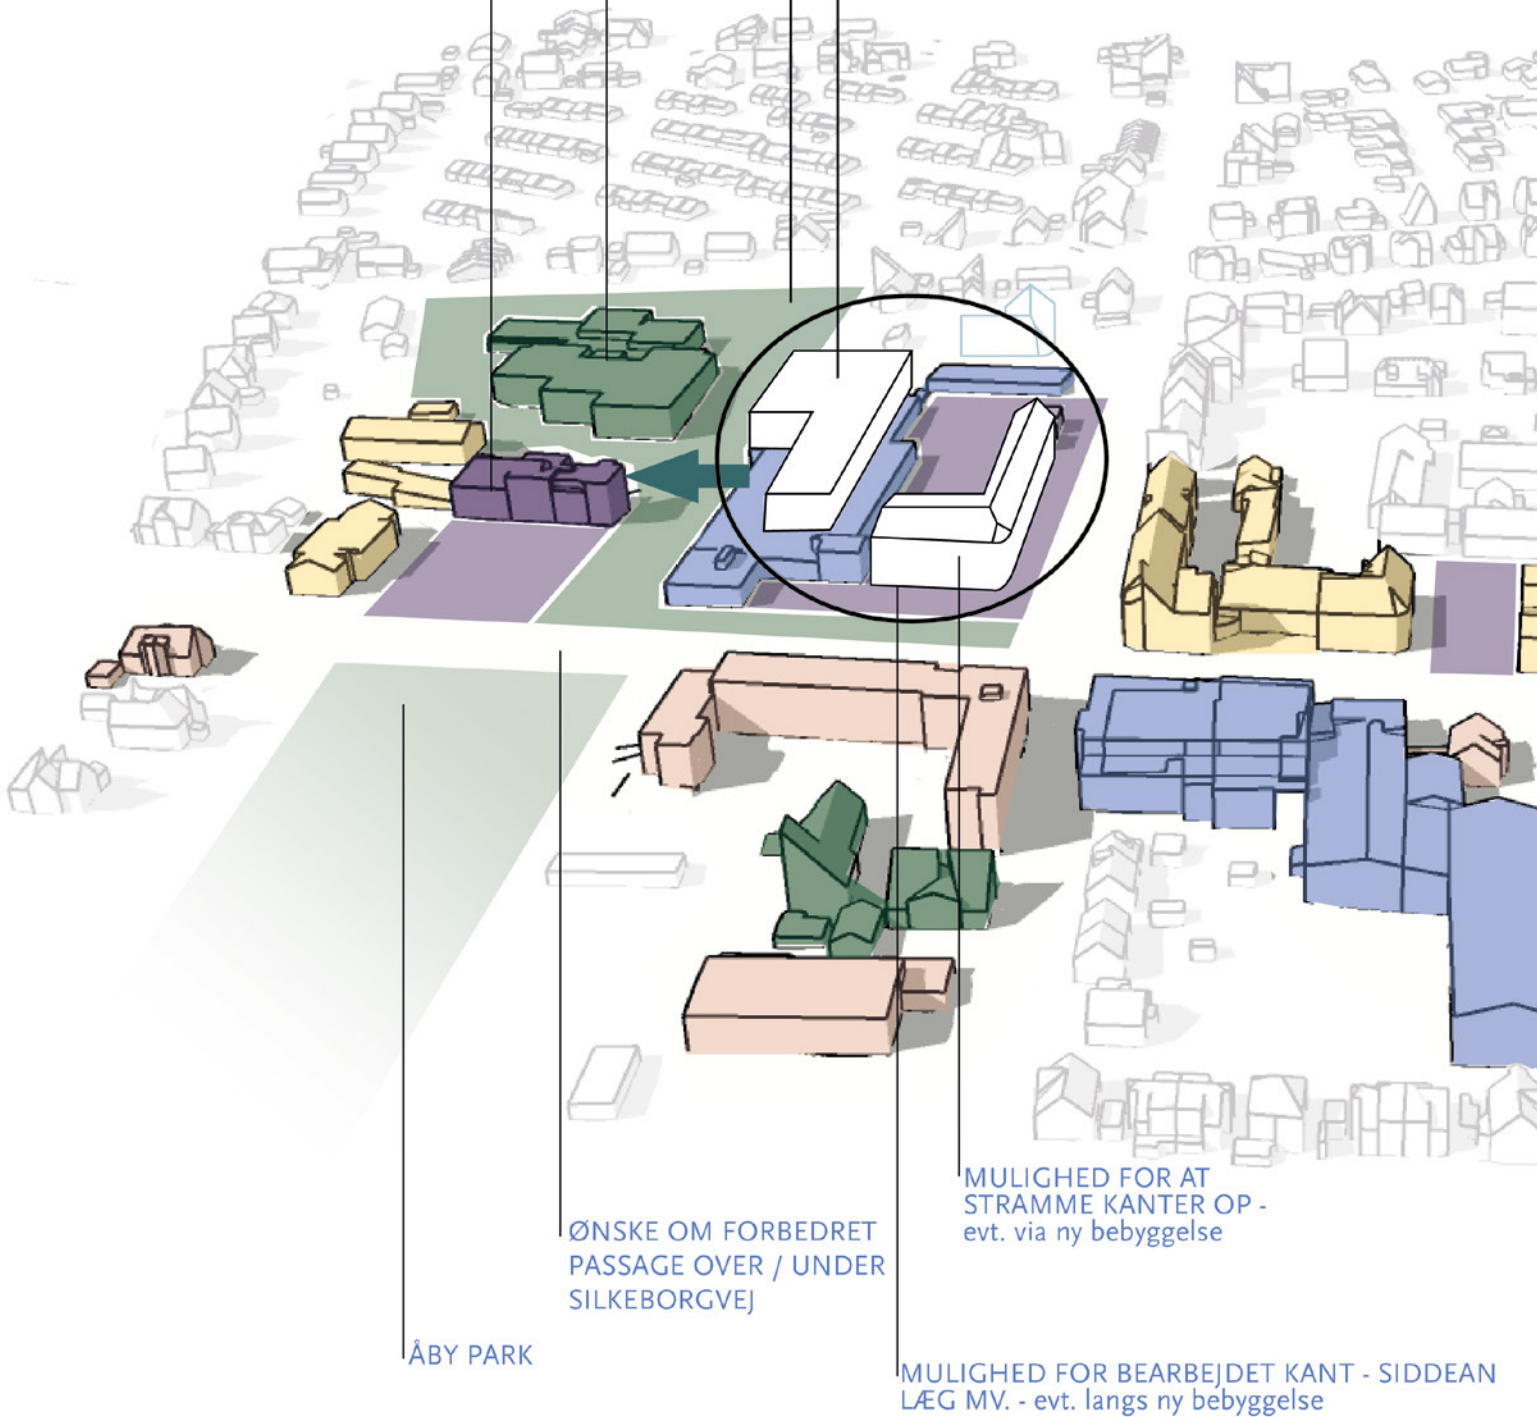 MULIGHED FOR AT
STRAMME KANTER OP -
evt. via ny bebyggelse
ØNSKE OM FORBEDRET
PASSAGE OVER / UNDER
SILKEBORGVEJ
ÅBY PARK
MULIGHED FOR BEARBEJDET KANT - SIDDEAN
LÆG MV. - evt. langs ny bebyggelse